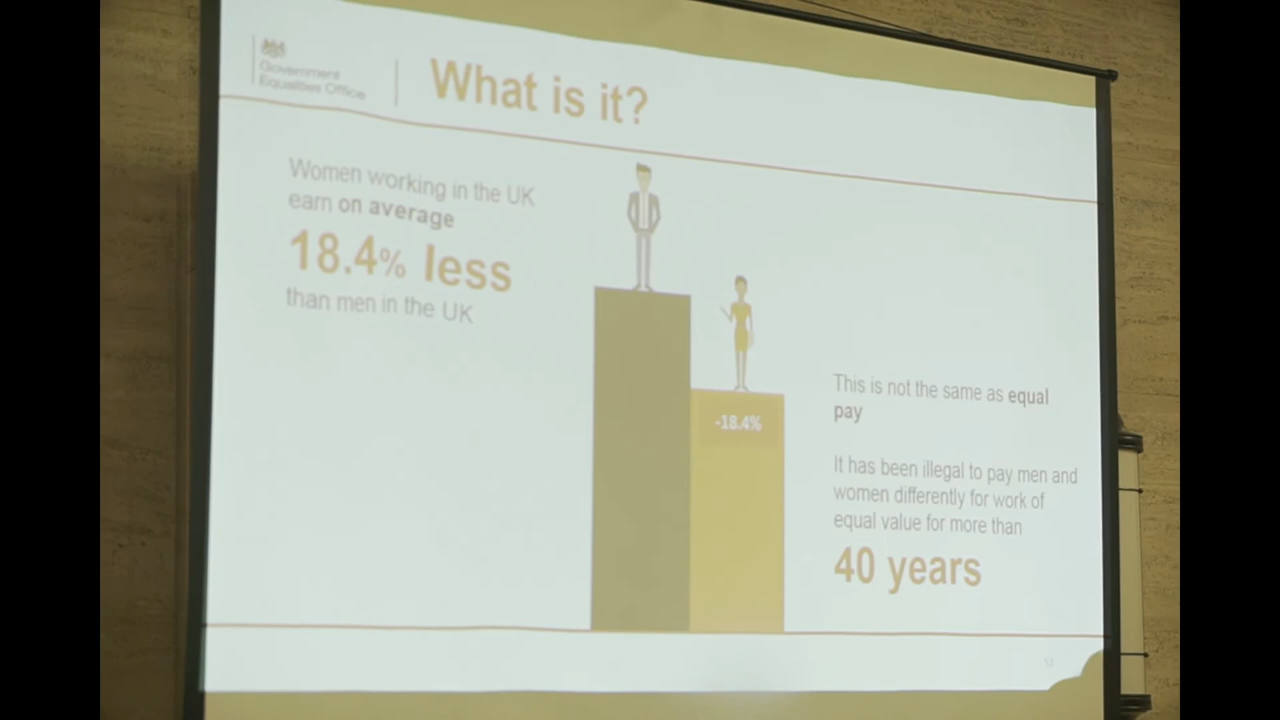 Government
Equalities Office
What is it?
Women working in the UK
earn on average
18.4% less
than men in the UK
-18.4%
This is not the same as equal
pay
It has been illegal to pay men and
women differently for work of
equal value for more than
40 years